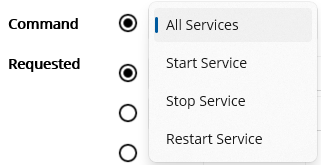 Command
All Services
Start Service
Requested
Stop Service
Restart Service